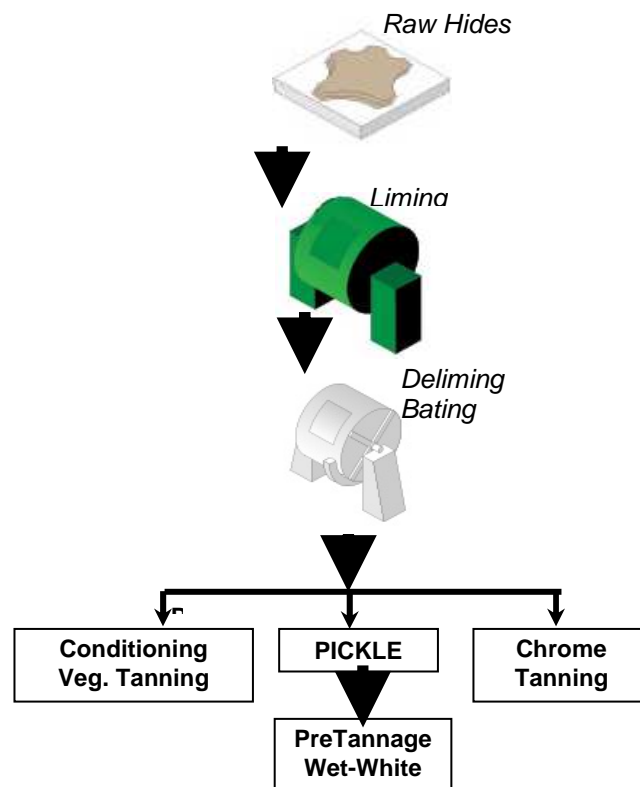 Raw Hides
Liming
Deliming
Bating
Conditioning
Veg. Tanning
PICKLE
Chrome
Tanning
PreTannage
Wet-White